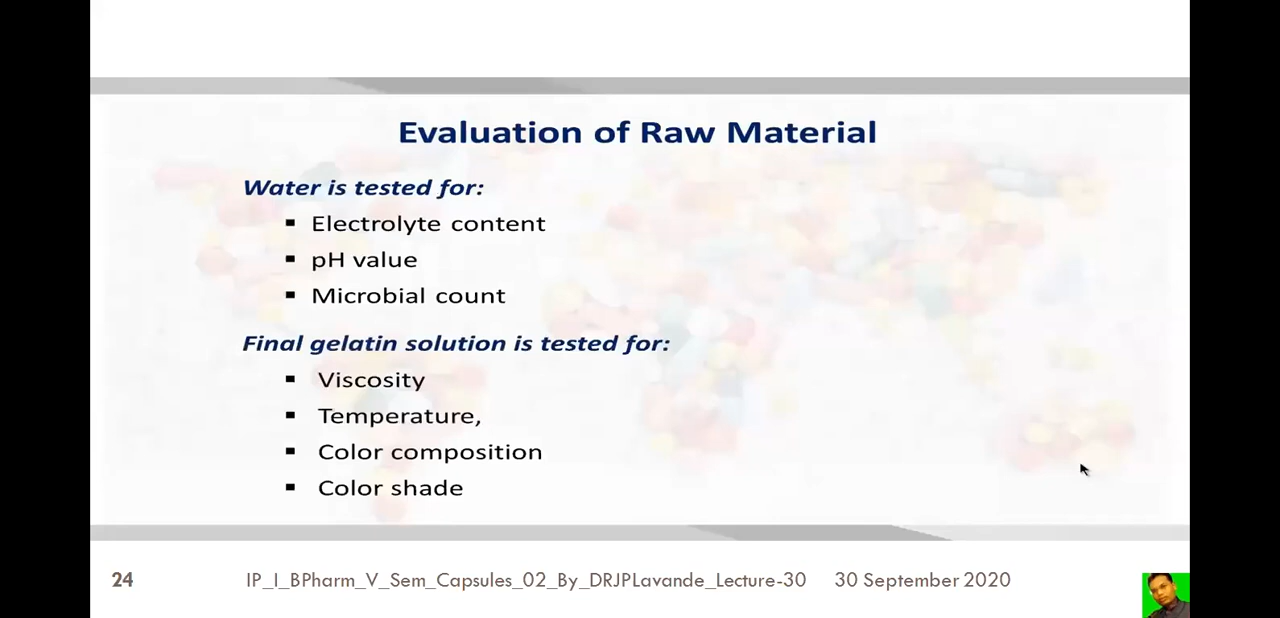 Evaluation of Raw Material
Water is tested for:
▪ Electrolyte content
▪ pH value
▪ Microbial count
Final gelatin solution is tested for:
▪ Viscosity
▪ Temperature,
▪ Color composition
▪ Color shade
24 IP_I_BPharm_V_Sem_Capsules_02_By_DRJPLavande_Lecture-30 30 September 2020